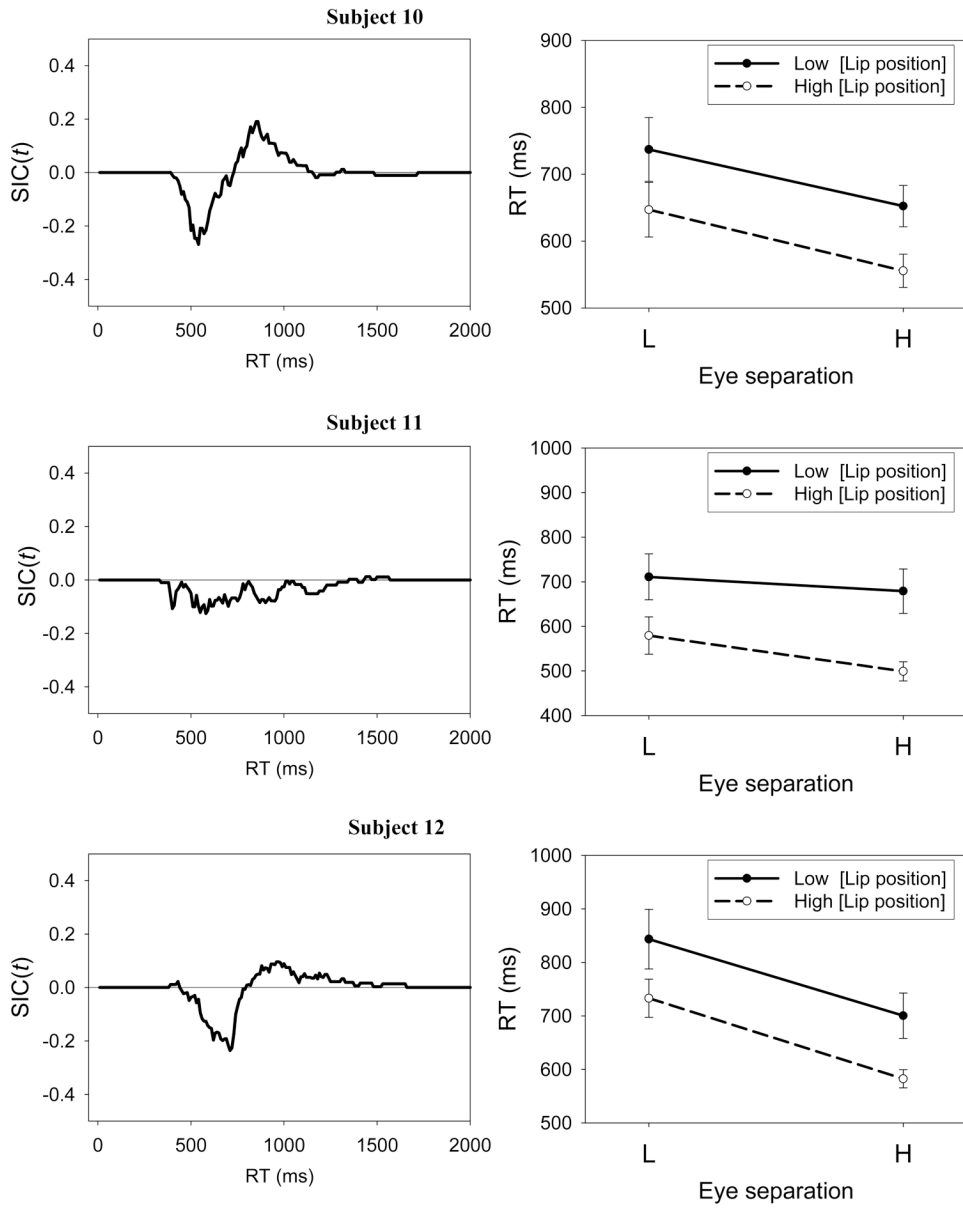 Subject 10
0.4
0.2
0.0
-0.2
-0.4
SIC(t)
0 500 1000 1500 2000
RT (ms)
900
800
700
600
500
RT (ms)
Low [Lip position]
High [Lip position]
L H
Eye separation
Subject 11
0.4
0.2
0.0
-0.2
-0.4
SIC(t)
0 500 1000 1500 2000
RT (ms)
1000
900
800
700
600
500
400
RT (ms)
Low [Lip position]
High [Lip position]
L H
Eye separation
Subject 12
0.4
0.2
0.0
-0.2
-0.4
SIC(t)
0 500 1000 1500 2000
RT (ms)
1000
900
800
700
600
500
RT (ms)
Low [Lip position]
High [Lip position]
L H
Eye separation